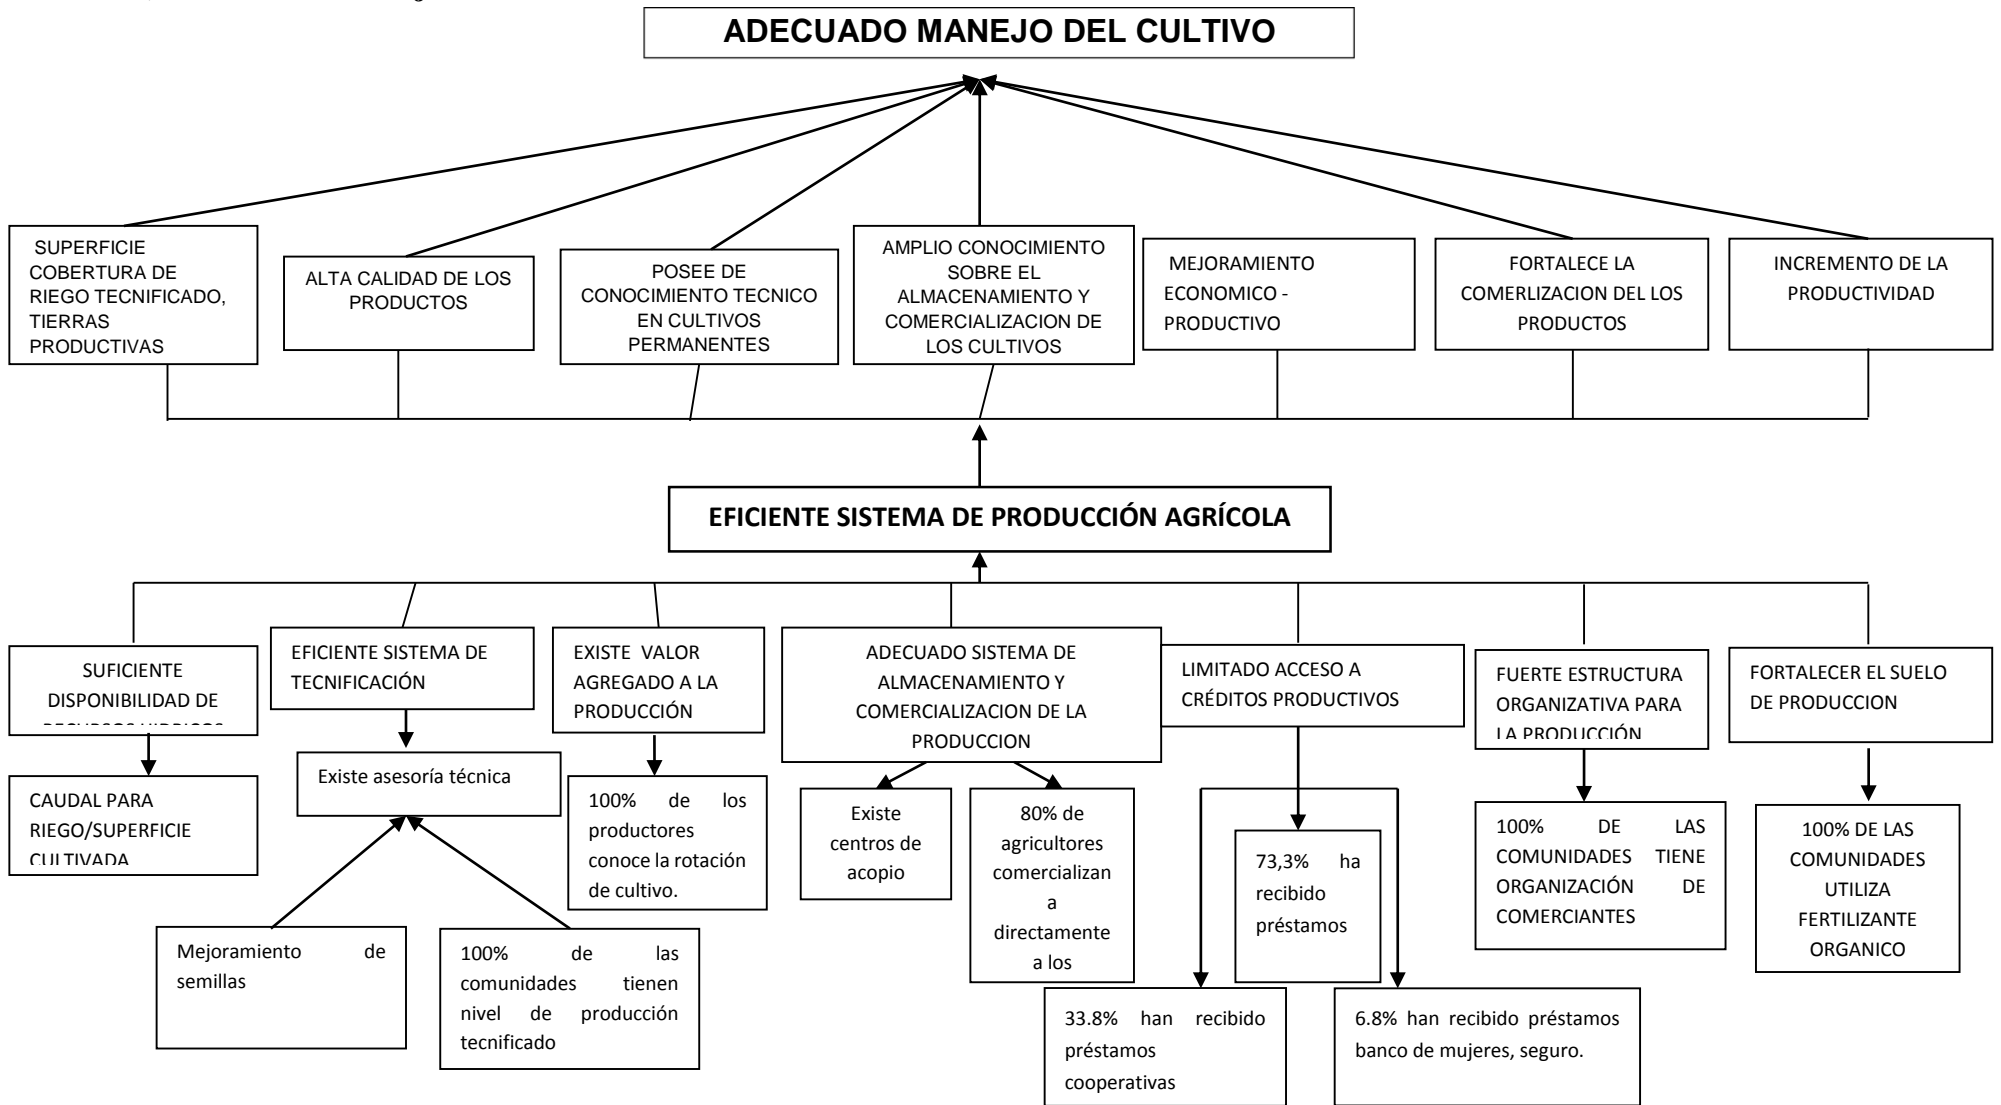 ADECUADO MANEJO DEL CULTIVO
SUPERFICIE
COBERTURA DE
RIEGO TECNIFICADO,
TIERRAS
PRODUCTIVAS
ALTA CALIDAD DE LOS
PRODUCTOS
POSEE DE
CONOCIMIENTO TECNICO
EN CULTIVOS
PERMANENTES
AMPLIO CONOCIMIENTO
SOBRE EL
ALMACENAMIENTO Y
COMERCIALIZACION DE
LOS CULTIVOS
MEJORAMIENTO
ECONOMICO -
PRODUCTIVO
FORTALECE LA
COMERLIZACION DEL LOS
PRODUCTOS
INCREMENTO DE LA
PRODUCTIVIDAD
EFICIENTE SISTEMA DE PRODUCCIÓN AGRÍCOLA
SUFICIENTE
DISPONIBILIDAD DE
RECURSOS HIDRICOS
EFICIENTE SISTEMA DE
TECNIFICACIÓN
EXISTE VALOR
AGREGADO A LA
PRODUCCIÓN
ADECUADO SISTEMA DE
ALMACENAMIENTO Y
COMERCIALIZACION DE LA
PRODUCCION
LIMITADO ACCESO A
CRÉDITOS PRODUCTIVOS
FUERTE ESTRUCTURA
ORGANIZATIVA PARA
LA PRODUCCIÓN
FORTALECER EL SUELO
DE PRODUCCION
CAUDAL PARA
RIEGO/SUPERFICIE
CULTIVADA
Existe asesoría técnica
100% de los
productores
conoce la rotación
de cultivo.
Existe
centros de
acopio
80% de
agricultores
comercializan
a
directamente
a los
73,3% ha
recibido
préstamos
100% DE LAS
COMUNIDADES TIENE
ORGANIZACIÓN DE
COMERCIANTES
100% DE LAS
COMUNIDADES
UTILIZA
FERTILIZANTE
ORGANICO
Mejoramiento de
semillas
100% de las
comunidades tienen
nivel de producción
tecnificado
33.8% han recibido
préstamos
cooperativas
6.8% han recibido préstamos
banco de mujeres, seguro.